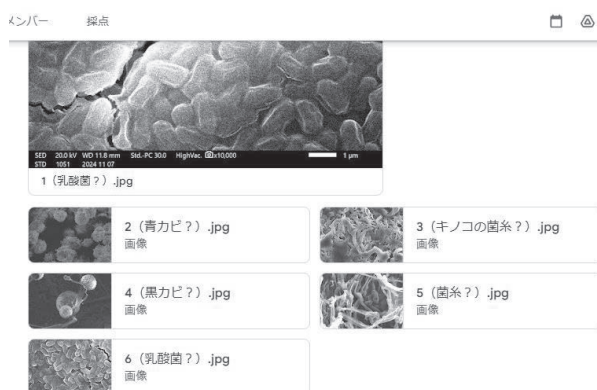 メンバー 採点
SED 20.0 kV WD 11.8 mm Std.-PC 30.0 HighVac. x10,000 1 µm
STD 1051 2024 11 07
1（乳酸菌？）.jpg
2（青カビ？）.jpg
画像
3（キノコの菌糸？）.jpg
画像
4（黒カビ？）.jpg
画像
5（菌糸？）.jpg
画像
6（乳酸菌？）.jpg
画像